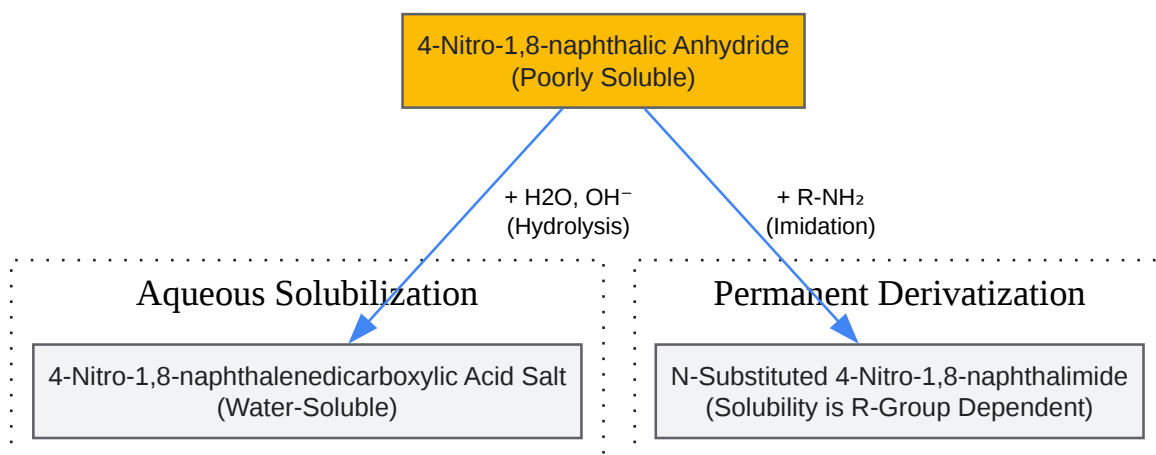 4-Nitro-1,8-naphthalic Anhydride
(Poorly Soluble)
+ H2O, OH⁻
(Hydrolysis)
+ R-NH₂
(Imidation)
Aqueous Solubilization
4-Nitro-1,8-naphthalenedicarboxylic Acid Salt
(Water-Soluble)
Permanent Derivatization
N-Substituted 4-Nitro-1,8-naphthalimide
(Solubility is R-Group Dependent)